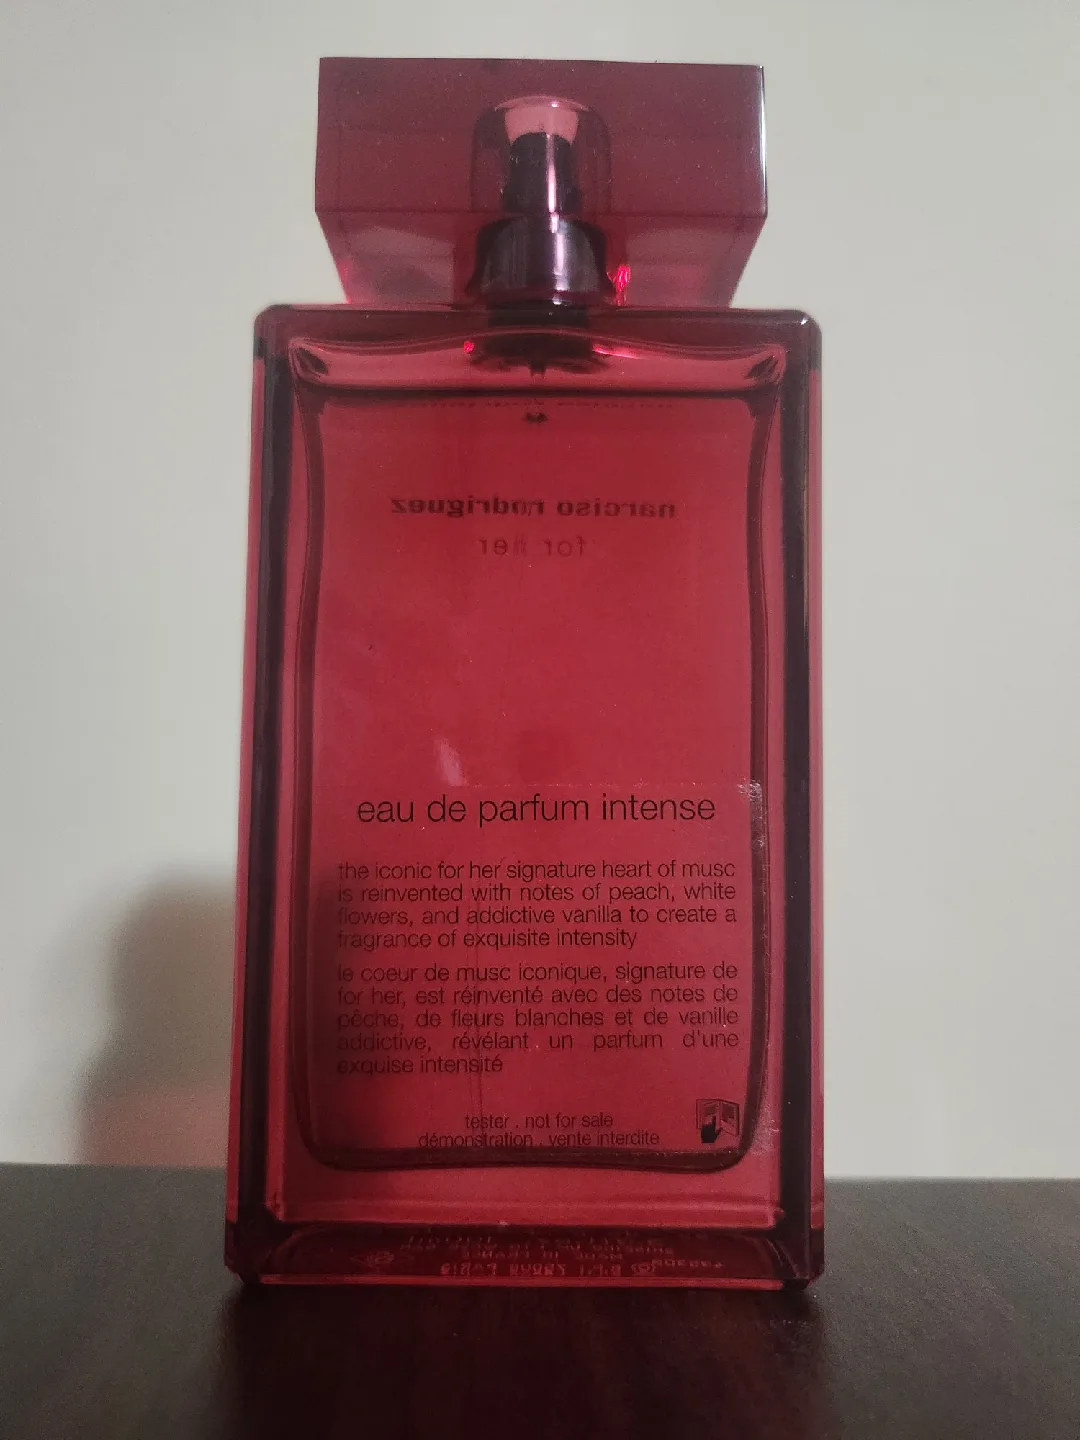 narciso rodriguez
for her
eau de parfum intense
the iconic for her signature heart of musc
is reinvented with notes of peach, white
flowers, and addictive vanilla to create a
fragrance of exquisite intensity
le coeur de musc iconique, signature de
for her, est réinventé avec des notes de
pêche, de fleurs blanches et de vanille
addictive, révélant un parfum d'une
exquise intensité
tester . not for sale
démonstration . vente interdite